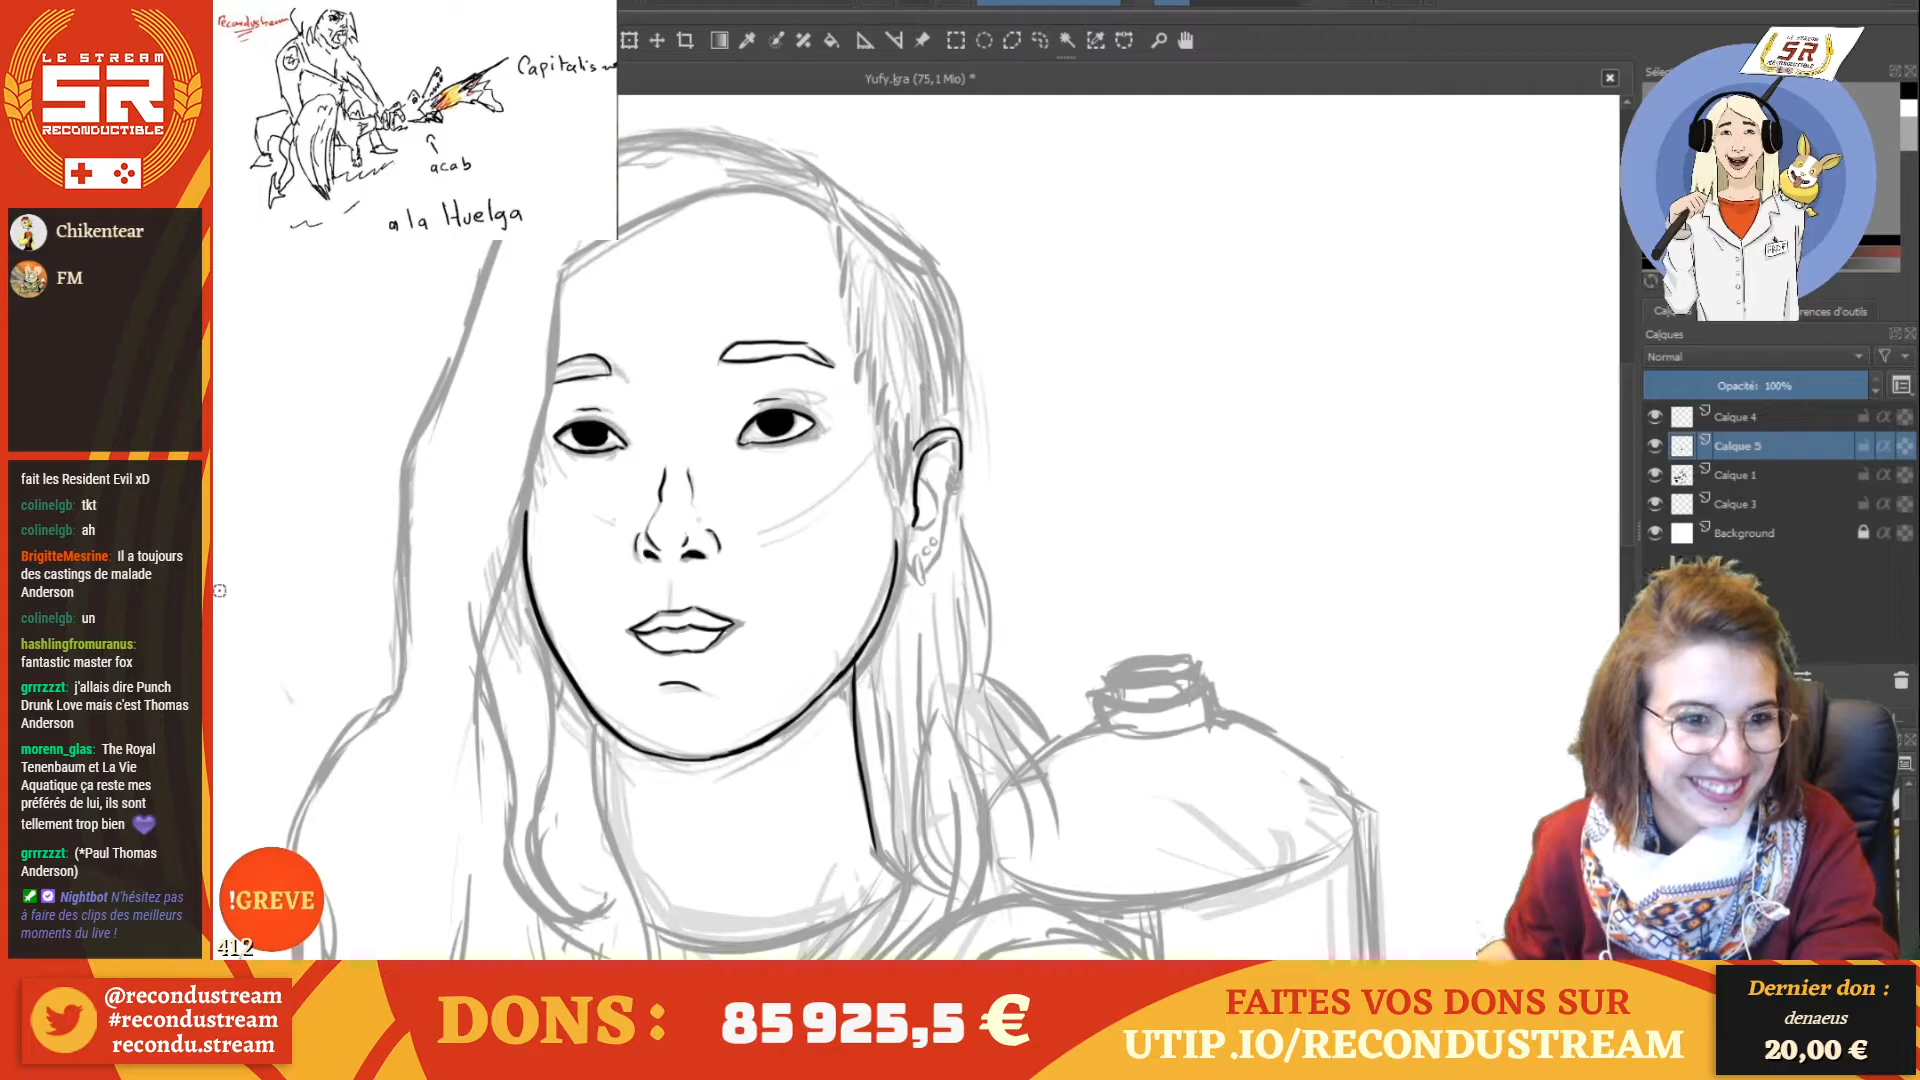 LE STREAM
SR
RECONDUCTIBLE
Chikentear
FM
fait les Resident Evil xD
colinelgb: tkt
colinelgb: ah
BrigitteMesrine: Il a toujours
des castings de malade
Anderson
colinelgb: un
hashlingfromuranus:
fantastic master fox
grrrzzzt: j'allais dire Punch
Drunk Love mais c'est Thomas
Anderson
morenn_glas: The Royal
Tenenbaum et La Vie
Aquatique ça reste mes
préférés de lui, ils sont
tellement trop bien
grrrzzzt: (*Paul Thomas
Anderson)
Nightbot N'hésitez pas
à faire des clips des meilleurs
moments du live !
recondustream
Capitalis
acab
a la Huelga
Yufy.kra (75,1 Mio) *
SR
rences d'outils
Calques
Normal
Opacité: 100%
Calque 4
Calque 5
Calque 1
Calque 3
Background
!GREVE
412
@recondustream
#recondustream
recondu.stream
DONS : 85 925,5 €
FAITES VOS DONS SUR
UTIP.IO/RECONDUSTREAM
Dernier don :
denaeus
20,00 €